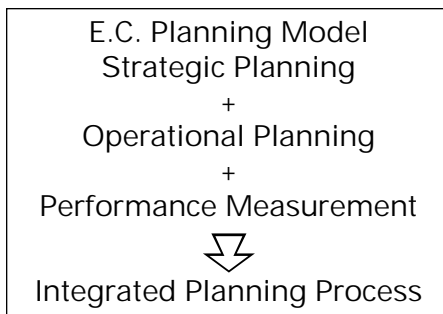 E.C. Planning Model
Strategic Planning
+
Operational Planning
+
Performance Measurement
Integrated Planning Process